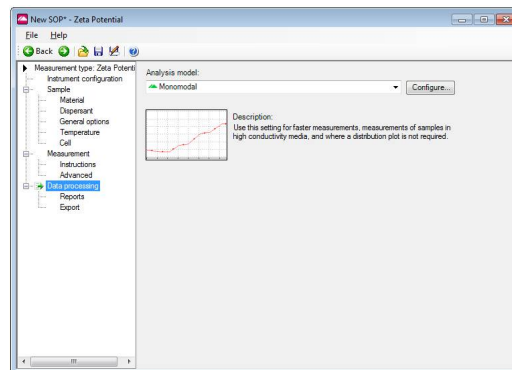 New SOP* - Zeta Potential
File Help
Back
Measurement type: Zeta Potenti
Instrument configuration
Sample
Material
Dispersant
General options
Temperature
Cell
Measurement
Instructions
Advanced
Data processing
Reports
Export
Analysis model:
Monomodal
Configure...
Description:
Use this setting for faster measurements, measurements of samples in
high conductivity media, and where a distribution plot is not required.